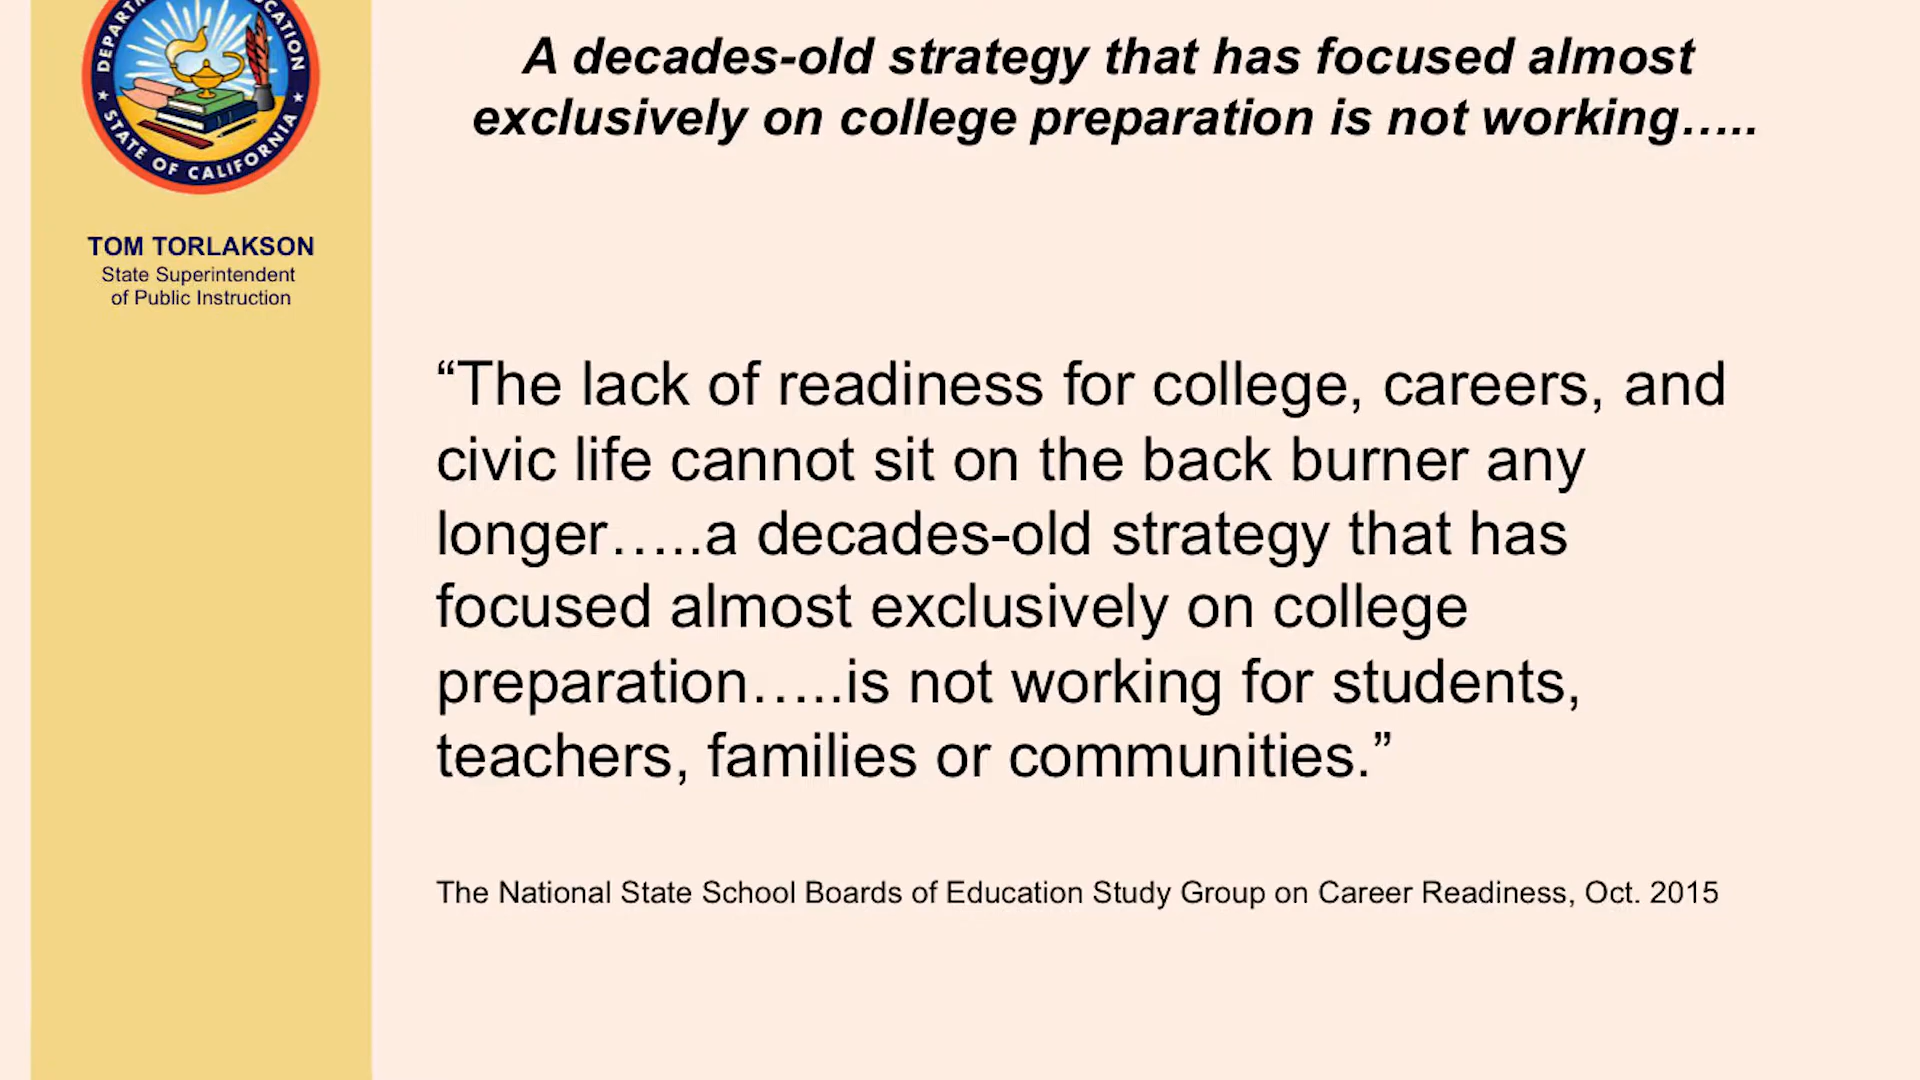 DEPARTM
CATION
STATE OF CALIFORNIA
TOM TORLAKSON
State Superintendent
of Public Instruction
A decades-old strategy that has focused almost
exclusively on college preparation is not working…..
“The lack of readiness for college, careers, and
civic life cannot sit on the back burner any
longer…..a decades-old strategy that has
focused almost exclusively on college
preparation…..is not working for students,
teachers, families or communities.”
The National State School Boards of Education Study Group on Career Readiness, Oct. 2015